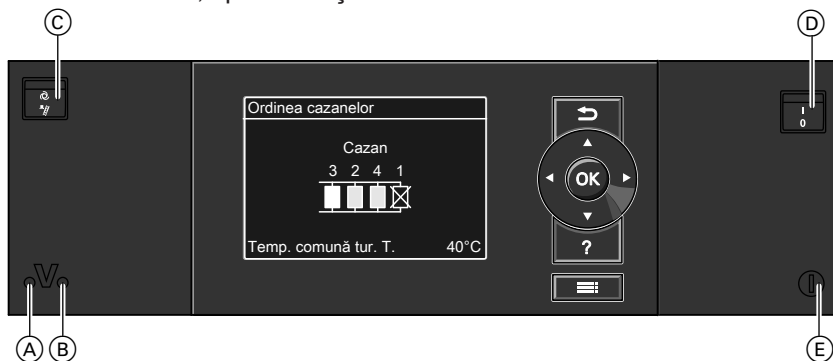 C
D
Ordinea cazanelor
Cazan
3 2 4 1
Temp. comună tur. T. 40°C
OK
?
I
0
V
A
B
E